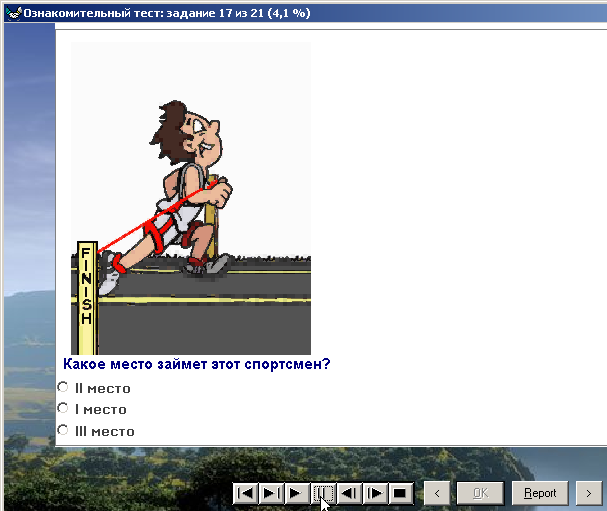 Ознакомительный тест: задание 17 из 21 (4,1 %)
FINISH
Какое место займет этот спортсмен?
II место
I место
III место
< OK Report >